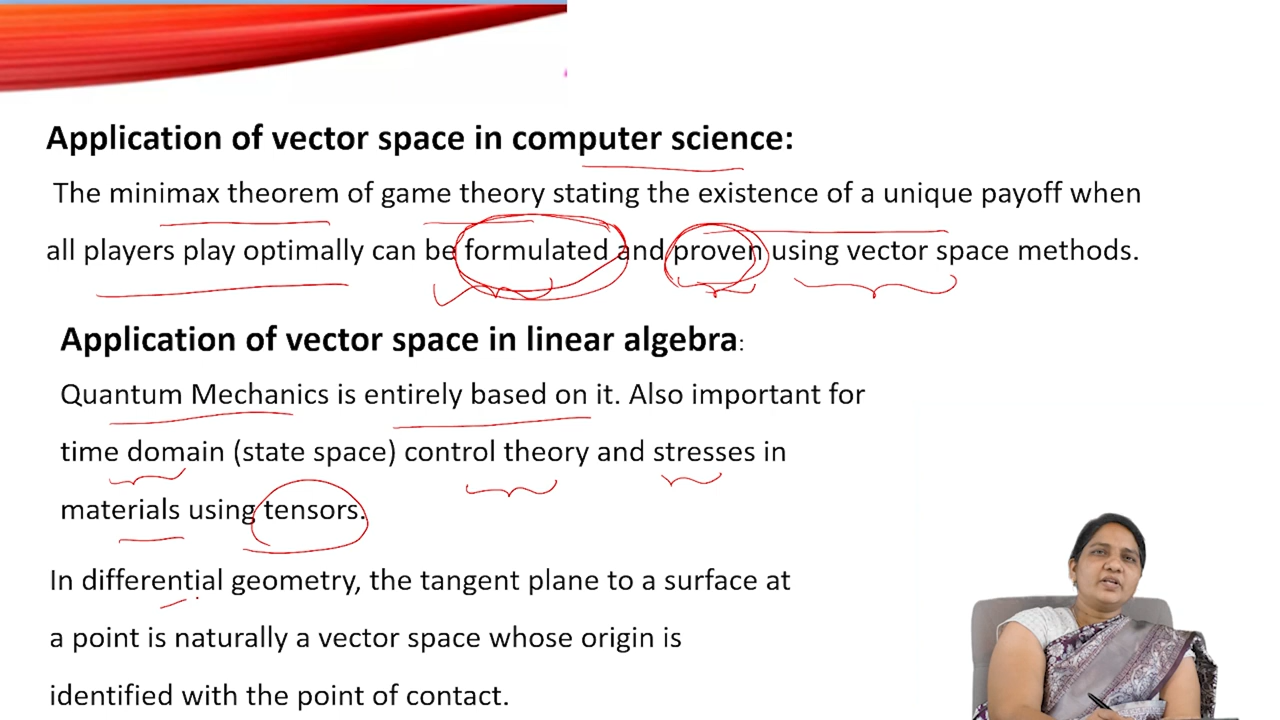 Application of vector space in computer science:
The minimax theorem of game theory stating the existence of a unique payoff when
all players play optimally can be formulated and proven using vector space methods.
Application of vector space in linear algebra:
Quantum Mechanics is entirely based on it. Also important for
time domain (state space) control theory and stresses in
materials using tensors.
In differential geometry, the tangent plane to a surface at
a point is naturally a vector space whose origin is
identified with the point of contact.